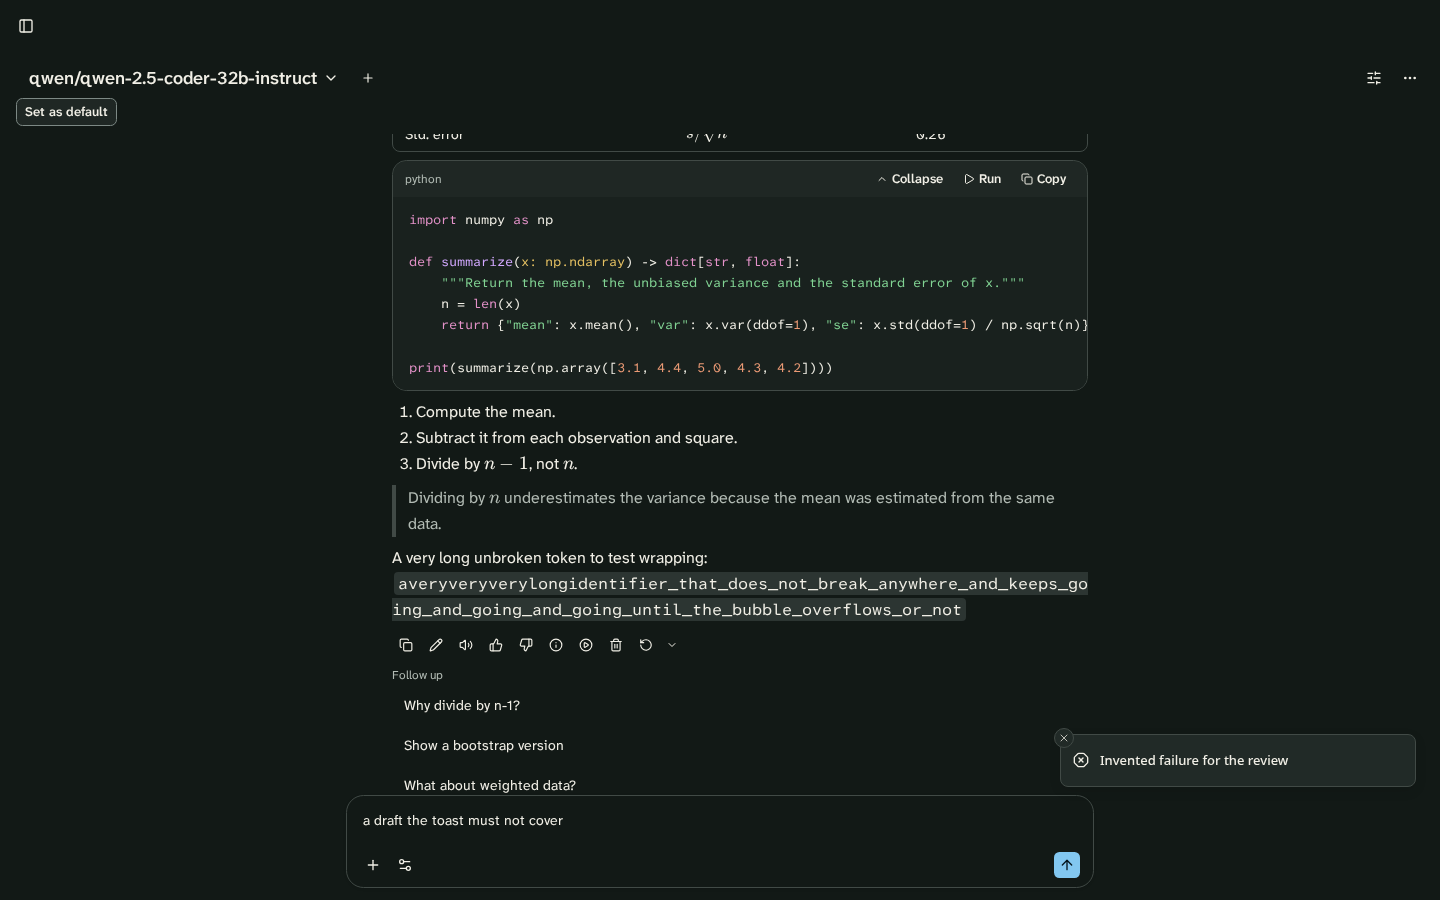 qwen/qwen-2.5-coder-32b-instruct
Set as default
Std. error s/√n 0.26
python Collapse Run Copy
import numpy as np
def summarize(x: np.ndarray) -> dict[str, float]:
"""Return the mean, the unbiased variance and the standard error of x."""
n = len(x)
return {"mean": x.mean(), "var": x.var(ddof=1), "se": x.std(ddof=1) / np.sqrt(n)}
print(summarize(np.array([3.1, 4.4, 5.0, 4.3, 4.2])))
1. Compute the mean.
2. Subtract it from each observation and square.
3. Divide by n − 1, not n.
Dividing by n underestimates the variance because the mean was estimated from the same
data.
A very long unbroken token to test wrapping:
averyveryverylongidentifier_that_does_not_break_anywhere_and_keeps_go
ing_and_going_and_going_until_the_bubble_overflows_or_not
Follow up
Why divide by n-1?
Show a bootstrap version
What about weighted data?
Invented failure for the review
a draft the toast must not cover